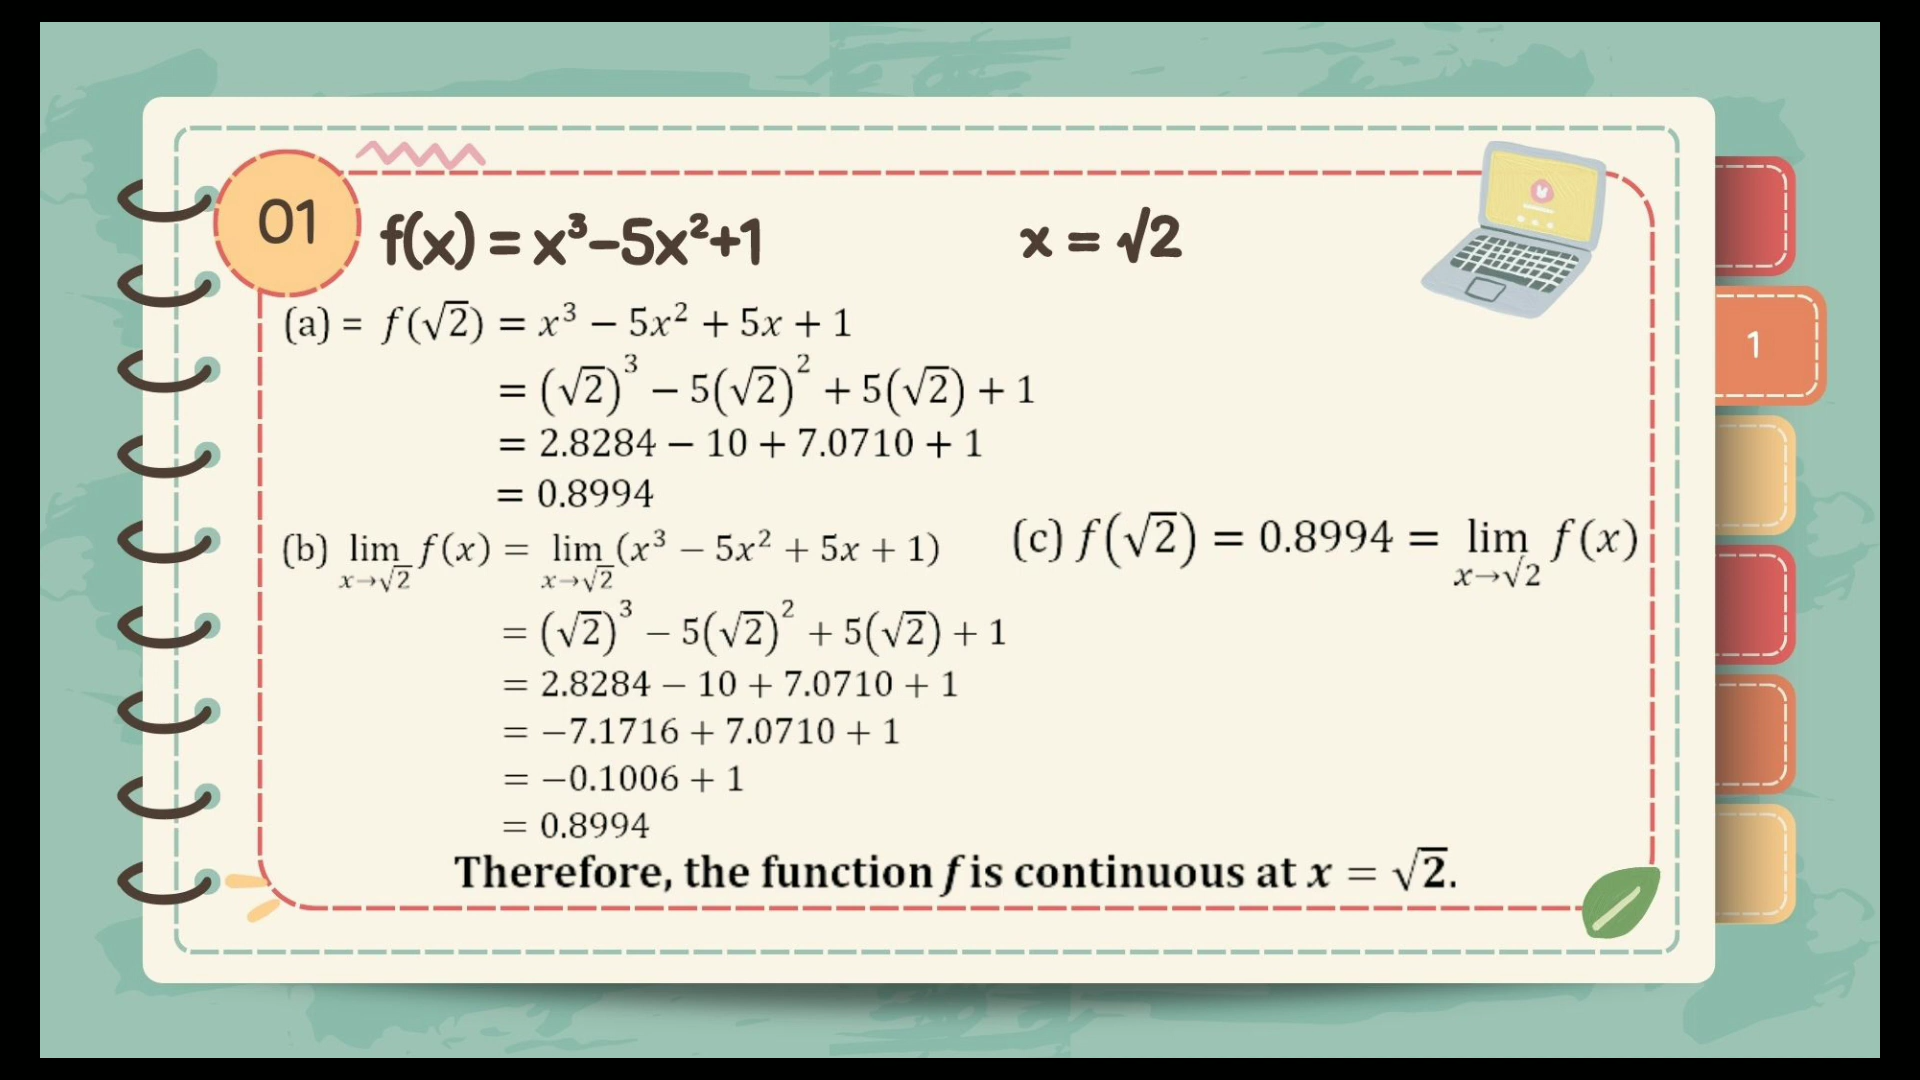 01
f(x) = x³-5x²+1
x = √2
1
(a) = f(√2) = x³ − 5x² + 5x + 1
= (√2)³ − 5(√2)² + 5(√2) + 1
= 2.8284 − 10 + 7.0710 + 1
= 0.8994
(b) lim x→√2 f(x) = lim x→√2 (x³ − 5x² + 5x + 1)
= (√2)³ − 5(√2)² + 5(√2) + 1
= 2.8284 − 10 + 7.0710 + 1
= −7.1716 + 7.0710 + 1
= −0.1006 + 1
= 0.8994
(c) f(√2) = 0.8994 = lim x→√2 f(x)
Therefore, the function f is continuous at x = √2.